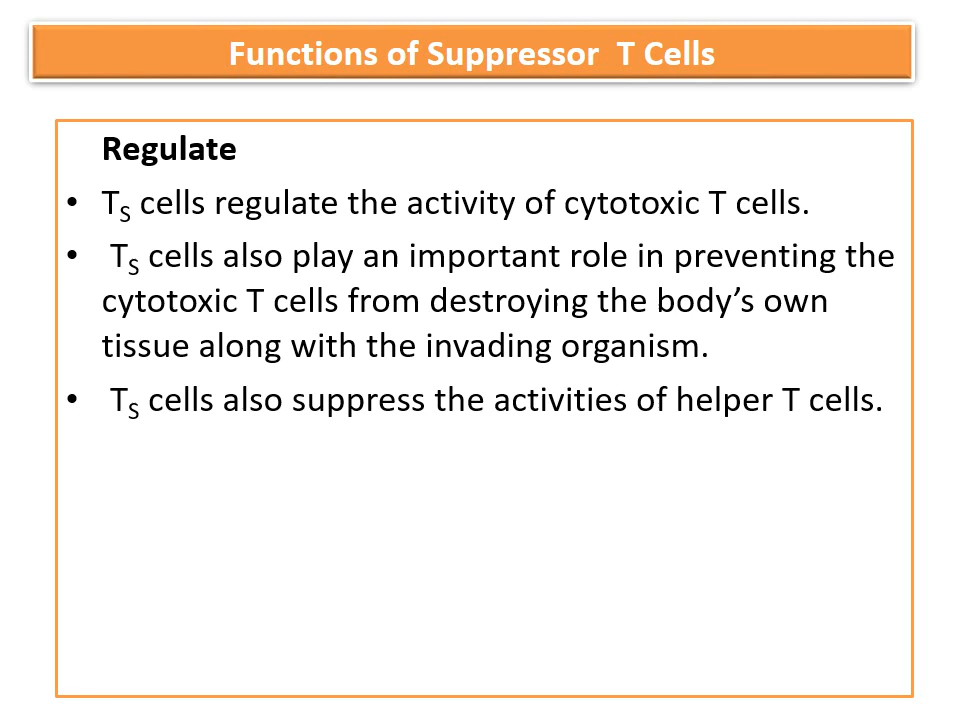 Functions of Suppressor  T Cells
Regulate
• TS cells regulate the activity of cytotoxic T cells.
• TS cells also play an important role in preventing the
cytotoxic T cells from destroying the body’s own
tissue along with the invading organism.
• TS cells also suppress the activities of helper T cells.